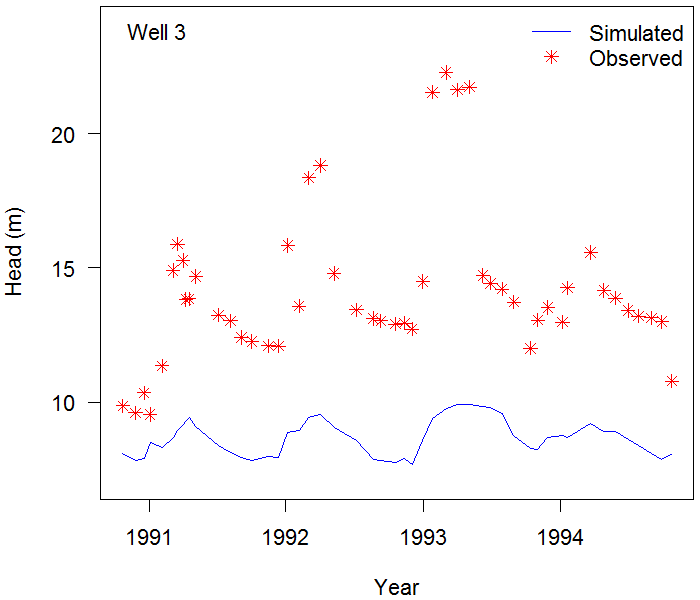 Well 3
Simulated
Observed
Head (m)
20
15
10
1991 1992 1993 1994
Year